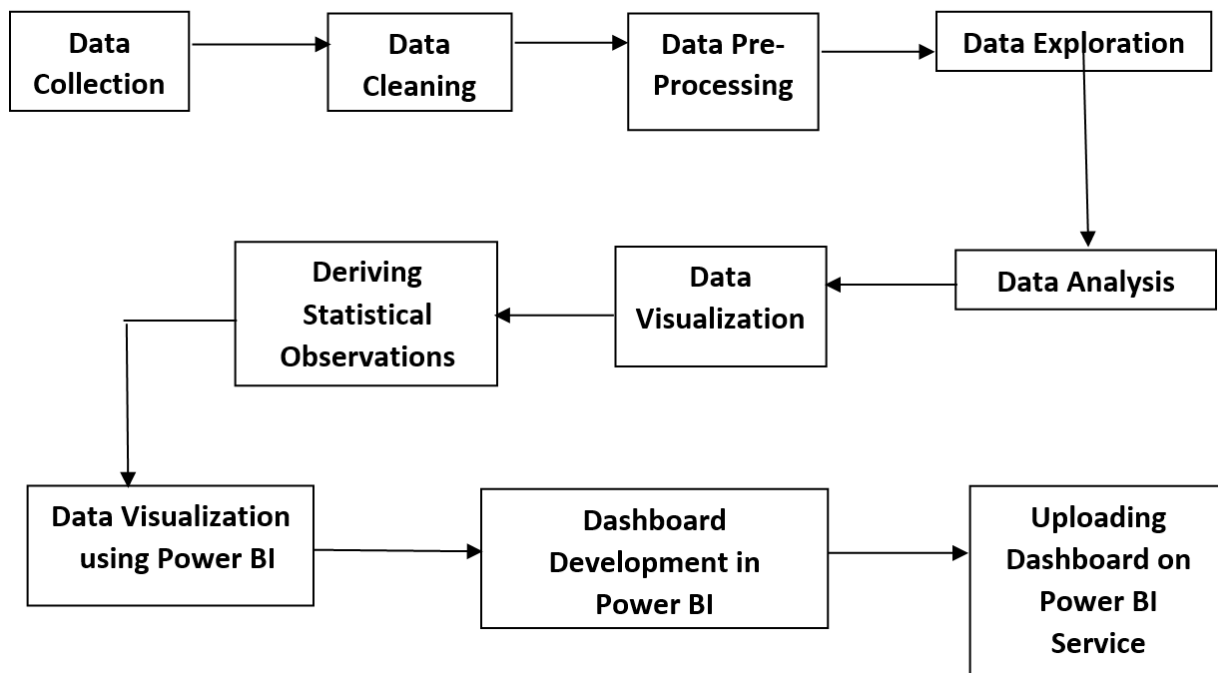 Data
Collection
Data
Cleaning
Data Pre-
Processing
Data Exploration
Data Analysis
Data
Visualization
Deriving
Statistical
Observations
Data Visualization
using Power BI
Dashboard
Development in
Power BI
Uploading
Dashboard on
Power BI
Service